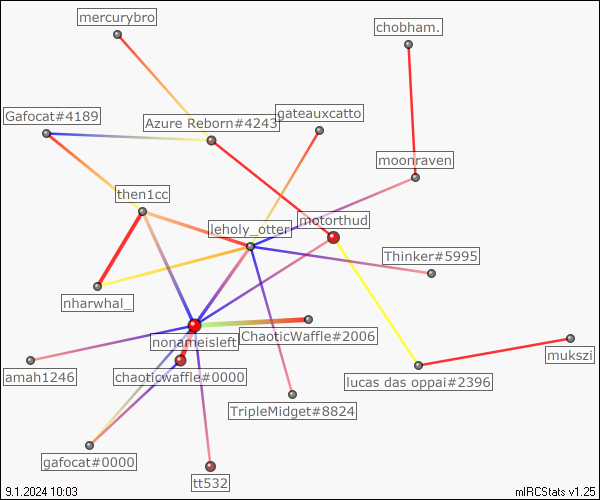 mercurybro
chobham.
Gafocat#4189
Azure Reborn#4243
gateauxcatto
moonraven
then1cc
leholy_otter
motorthud
Thinker#5995
nharwhal_
nonameisleft
ChaoticWaffle#2006
mukszi
amah1246
chaoticwaffle#0000
lucas das oppai#2396
TripleMidget#8824
gafocat#0000
tt532
9.1.2024 10:03
mIRCStats v1.25